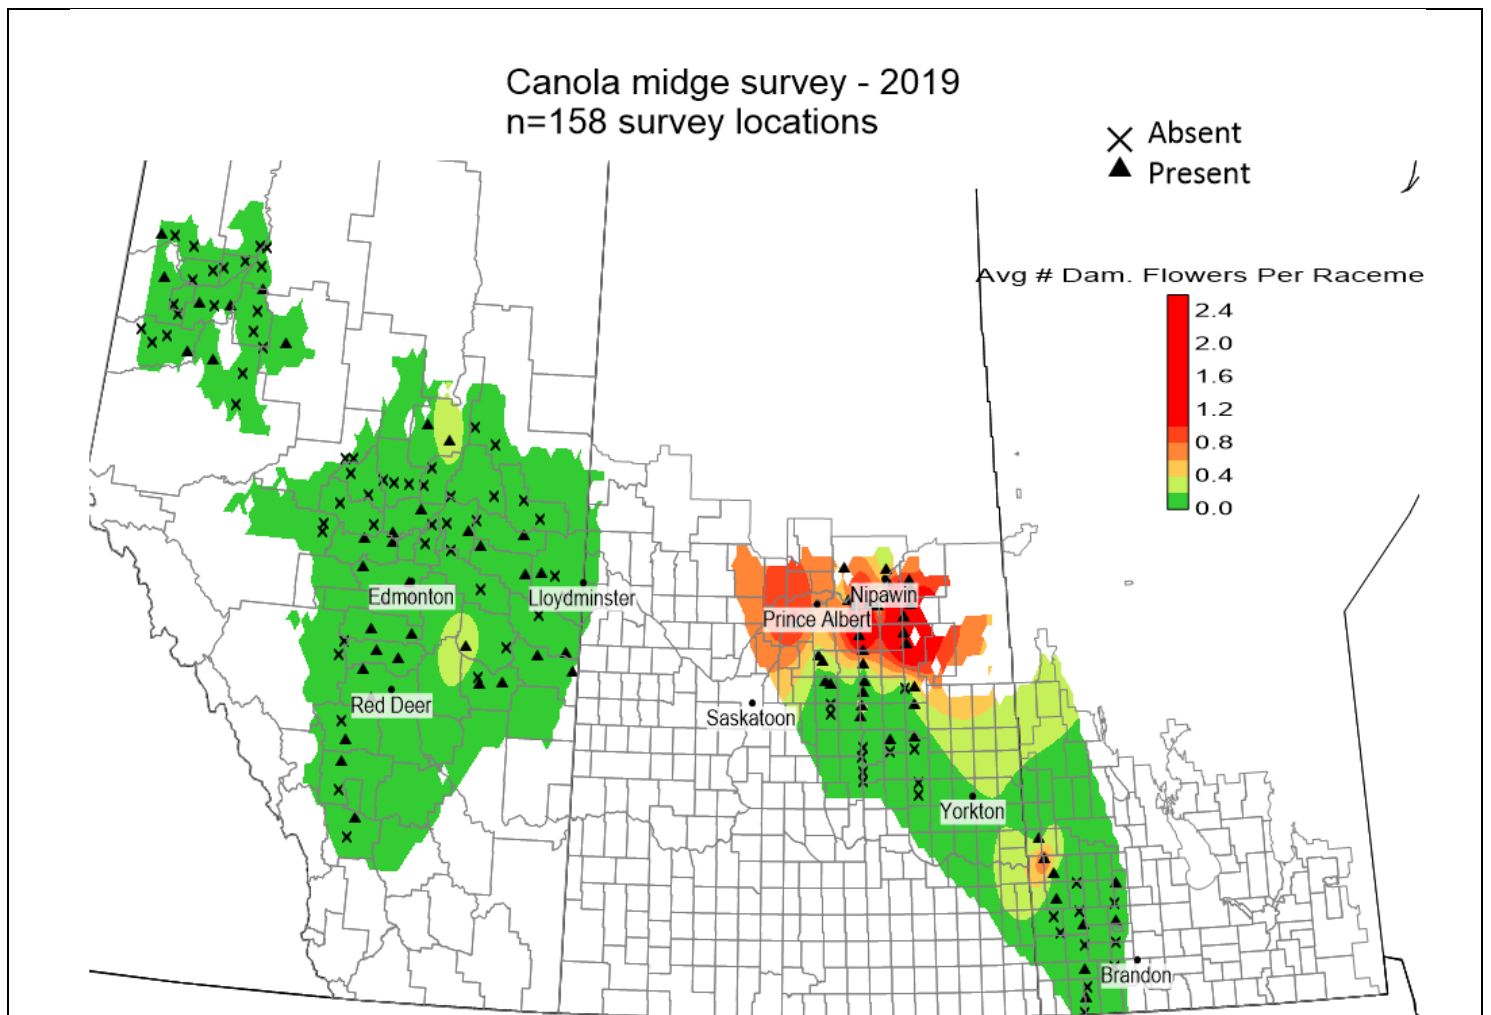 Canola midge survey - 2019
n=158 survey locations
Absent
Present
Avg # Dam. Flowers Per Raceme
2.4
2.0
1.6
1.2
0.8
0.4
0.0
Edmonton
Lloydminster
Nipawin
Prince Albert
Red Deer
Saskatoon
Yorkton
Brandon